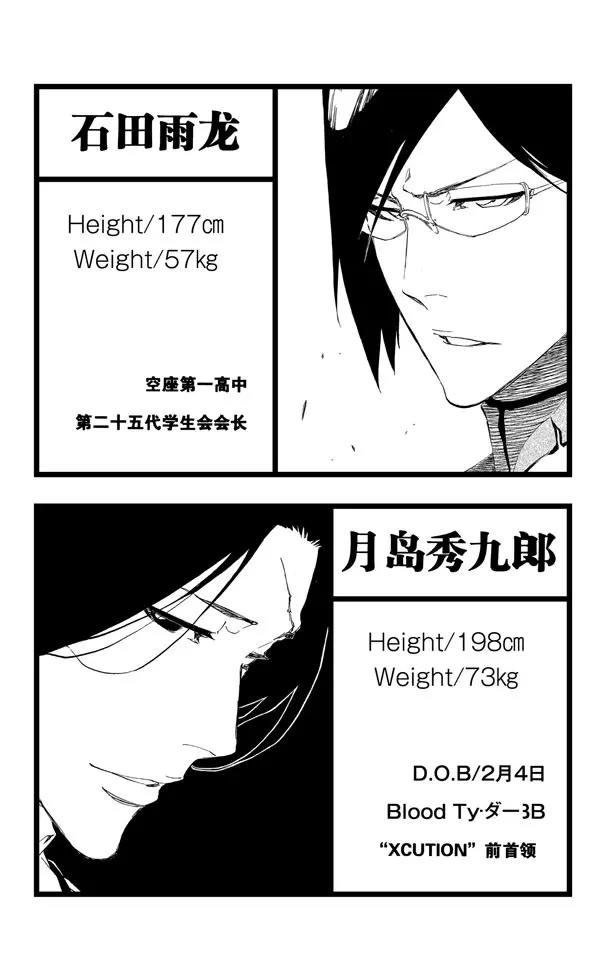 石田雨龙
Height/177㎝
Weight/57㎏
空座第一高中
第二十五代学生会会长
月岛秀九郎
Height/198㎝
Weight/73㎏
D.O.B/2月4日
Blood Ty·ダー3B
“XCUTION”前首领